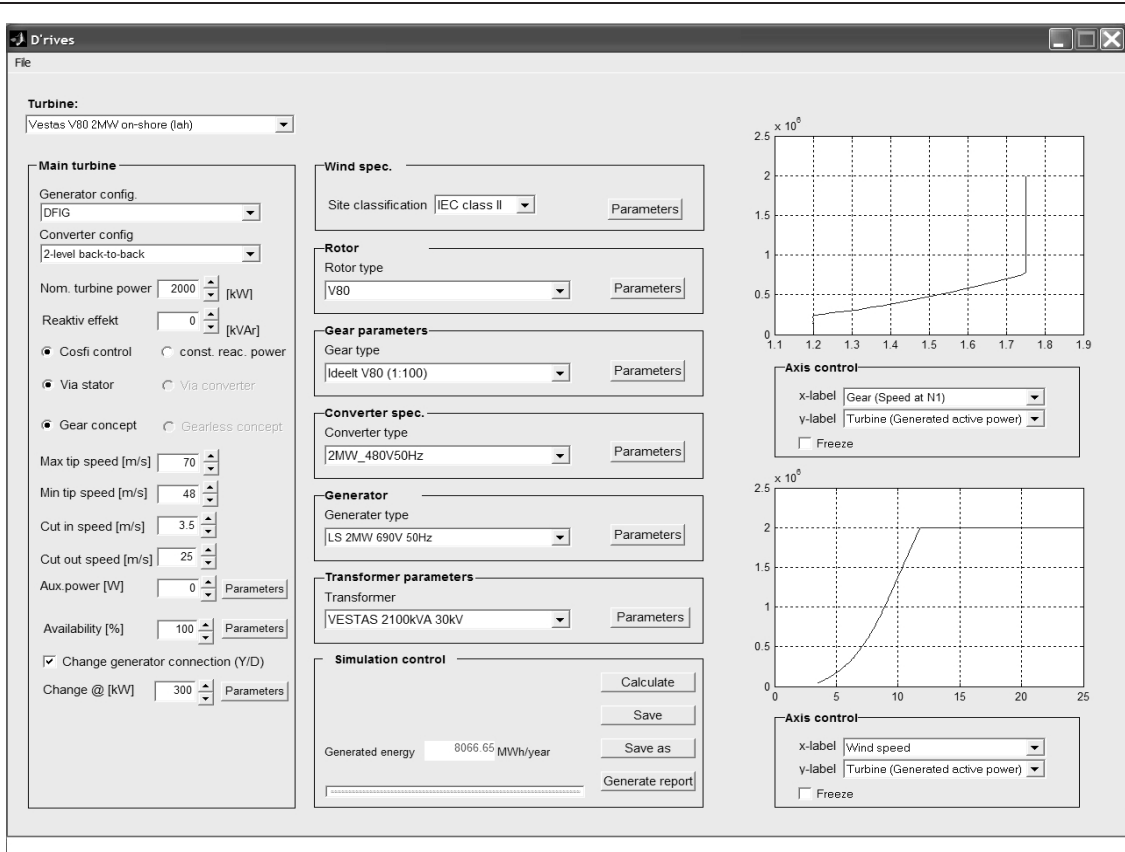 D'rives
File
Turbine:
Vestas V80 2MW on-shore (lah)
Main turbine
Generator config.
DFIG
Converter config
2-level back-to-back
Nom. turbine power 2000 [kW]
Reaktiv effekt 0 [kVAr]
Cosfi control const. reac. power
Via stator Via converter
Gear concept Gearless concept
Max tip speed [m/s] 70
Min tip speed [m/s] 48
Cut in speed [m/s] 3.5
Cut out speed [m/s] 25
Aux.power [W] 0 Parameters
Availability [%] 100 Parameters
Change generator connection (Y/D)
Change @ [kW] 300 Parameters
Wind spec.
Site classification IEC class II Parameters
Rotor
Rotor type
V80 Parameters
Gear parameters
Gear type
Ideelt V80 (1:100) Parameters
Converter spec.
Converter type
2MW_480V50Hz Parameters
Generator
Generater type
LS 2MW 690V 50Hz Parameters
Transformer parameters
Transformer
VESTAS 2100kVA 30kV Parameters
Simulation control
Calculate
Save
Generated energy 8066.65 MWh/year Save as
Generate report
x 10^6
2.5
2
1.5
1
0.5
0
1.1 1.2 1.3 1.4 1.5 1.6 1.7 1.8 1.9
Axis control
x-label Gear (Speed at N1)
y-label Turbine (Generated active power)
Freeze
x 10^6
2.5
2
1.5
1
0.5
0
0 5 10 15 20 25
Axis control
x-label Wind speed
y-label Turbine (Generated active power)
Freeze